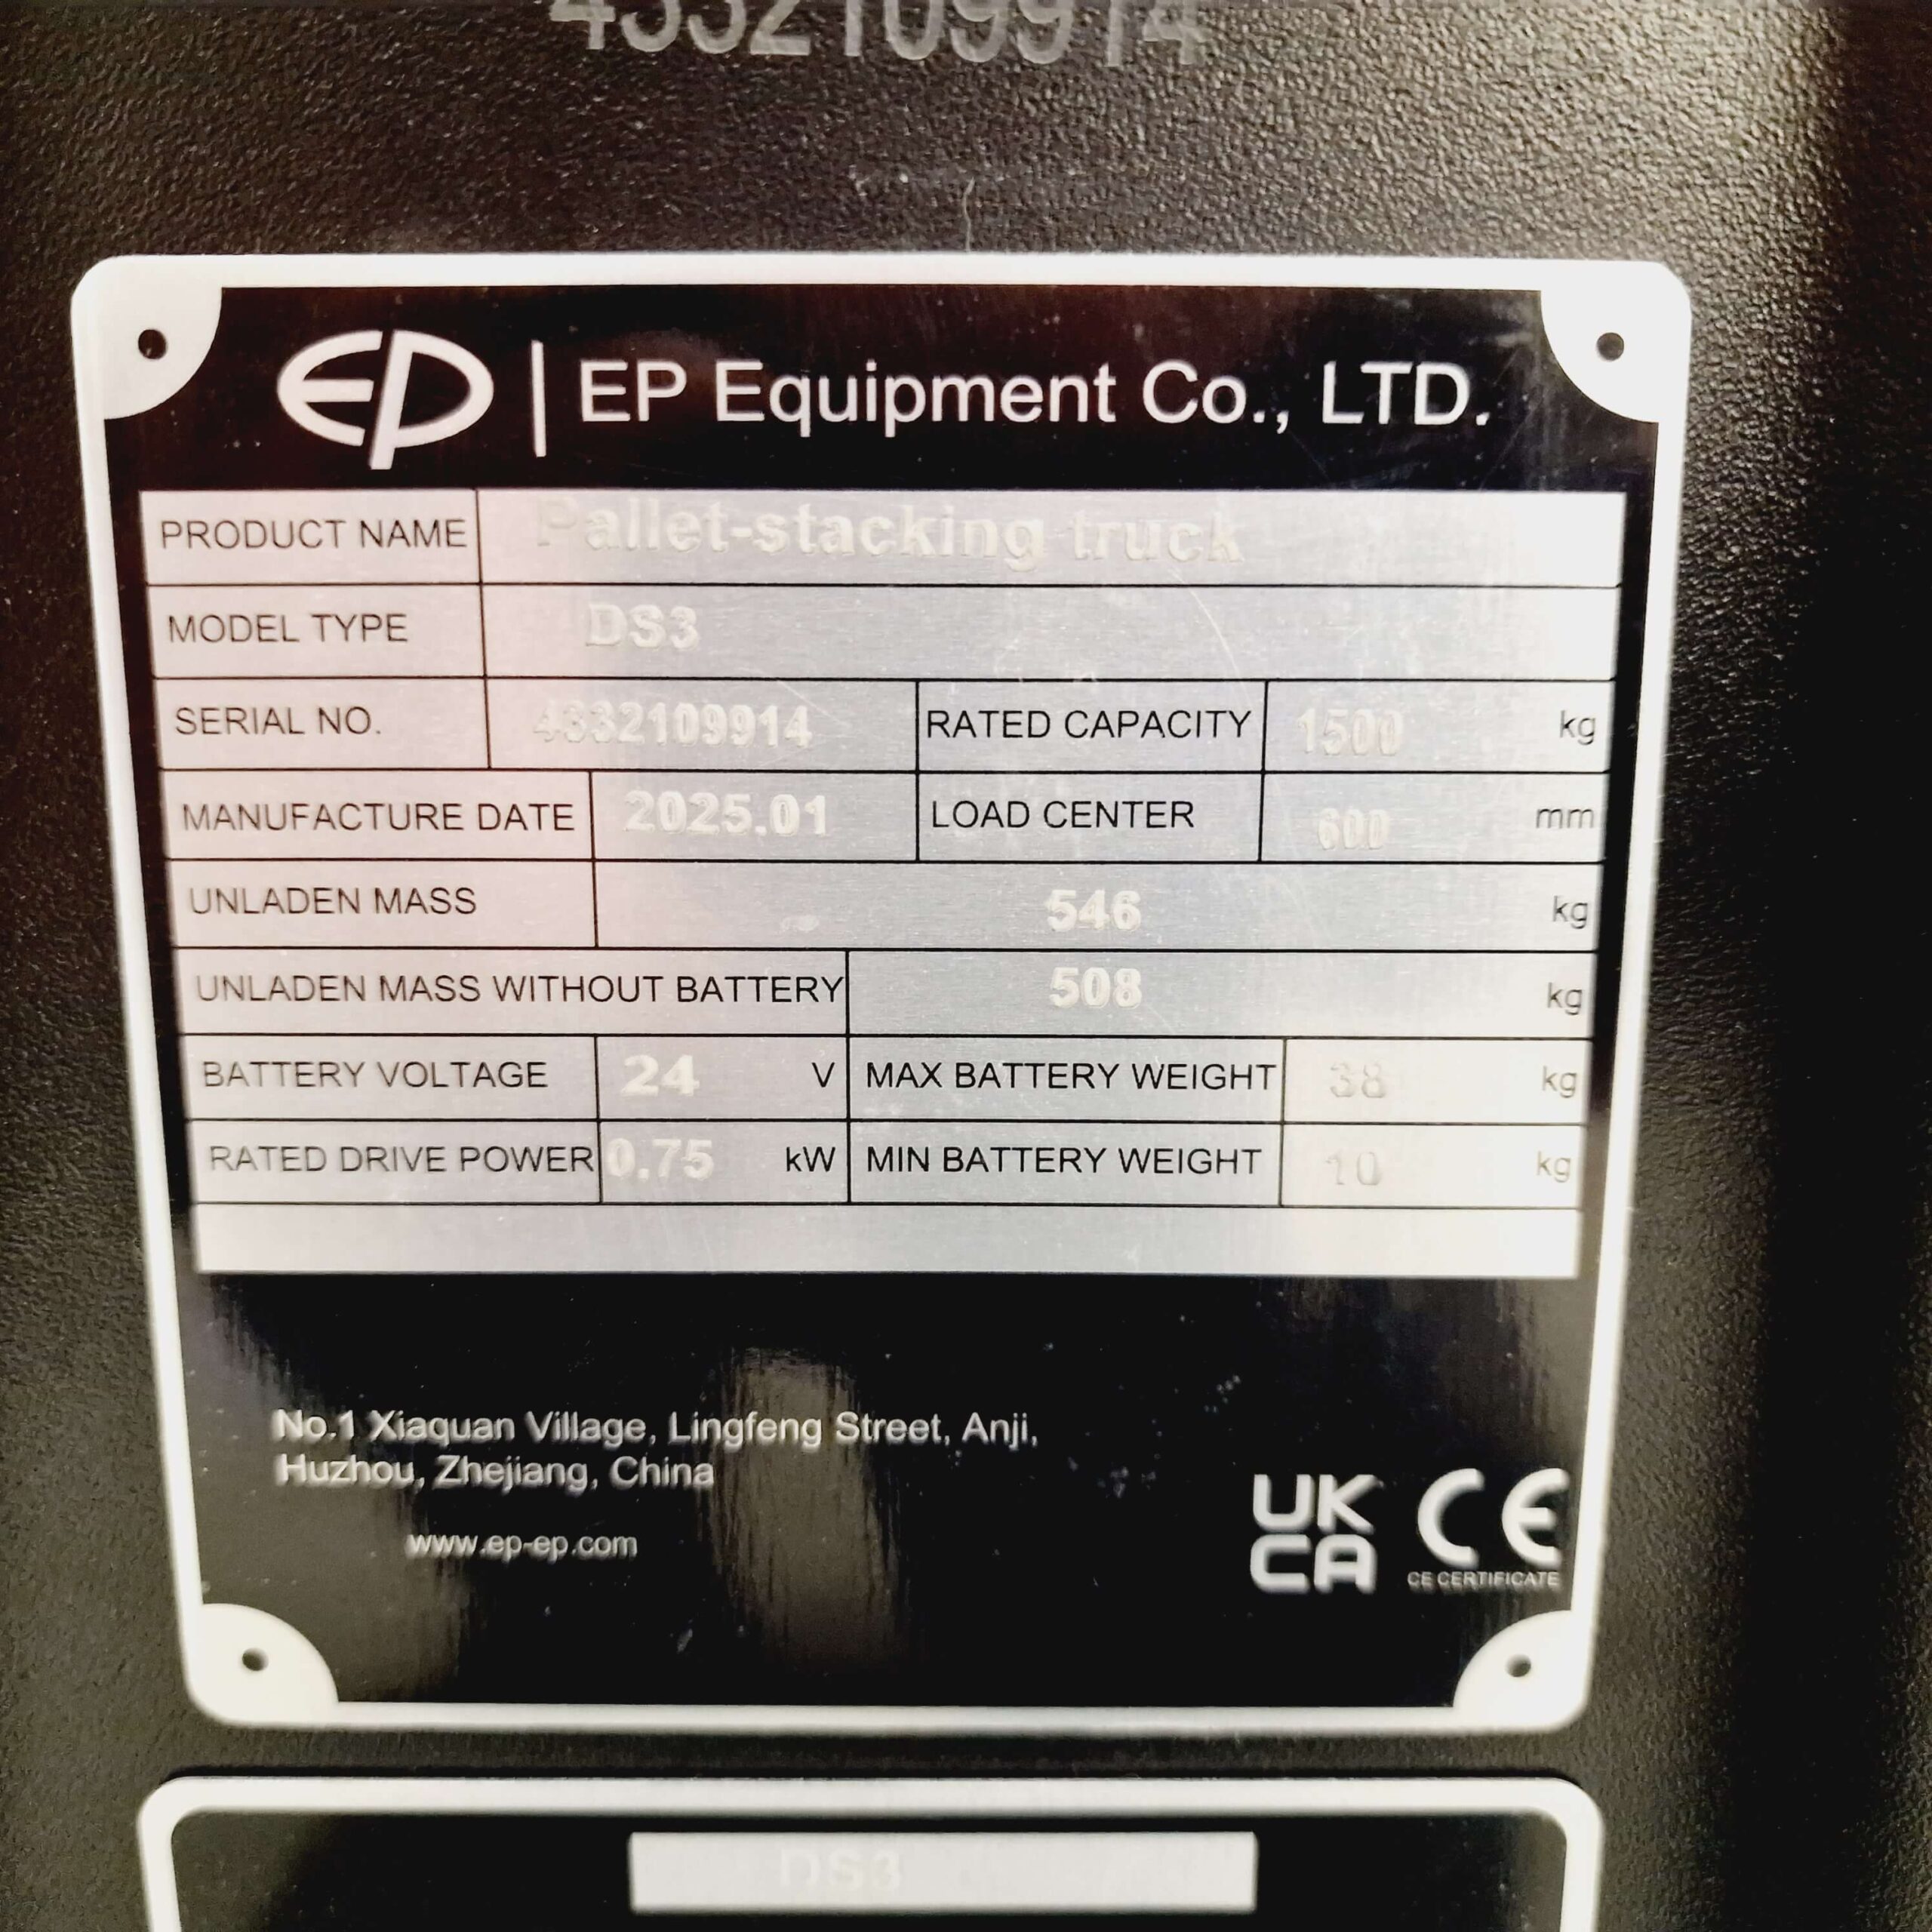 4332109914
EP | EP Equipment Co., LTD.
PRODUCT NAME Pallet-stacking truck
MODEL TYPE DS3
SERIAL NO. 4332109914 RATED CAPACITY 1500 kg
MANUFACTURE DATE 2025.01 LOAD CENTER 600 mm
UNLADEN MASS 546 kg
UNLADEN MASS WITHOUT BATTERY 508 kg
BATTERY VOLTAGE 24 V MAX BATTERY WEIGHT 38 kg
RATED DRIVE POWER 0.75 kW MIN BATTERY WEIGHT 10 kg
No.1 Xiaquan Village, Lingfeng Street, Anji,
Huzhou, Zhejiang, China
www.ep-ep.com
UK
CA
CE
CE CERTIFICATE
DS3